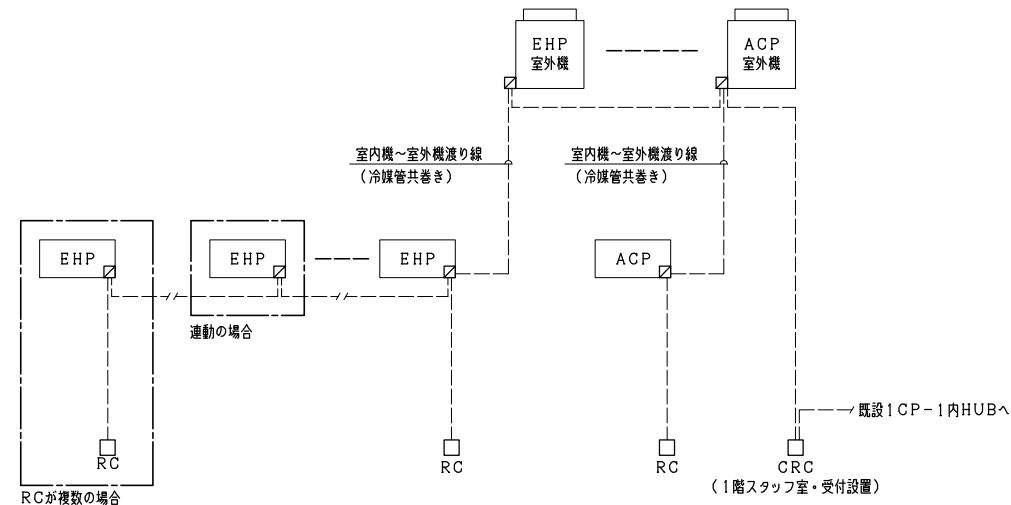 EHP
室外機
ACP
室外機
室内機~室外機渡り線
(冷媒管共巻き)
室内機~室外機渡り線
(冷媒管共巻き)
EHP
EHP
EHP
ACP
連動の場合
既設1CP-1内HUBへ
RC
RC
RC
CRC
(1階スタッフ室・受付設置)
RCが複数の場合